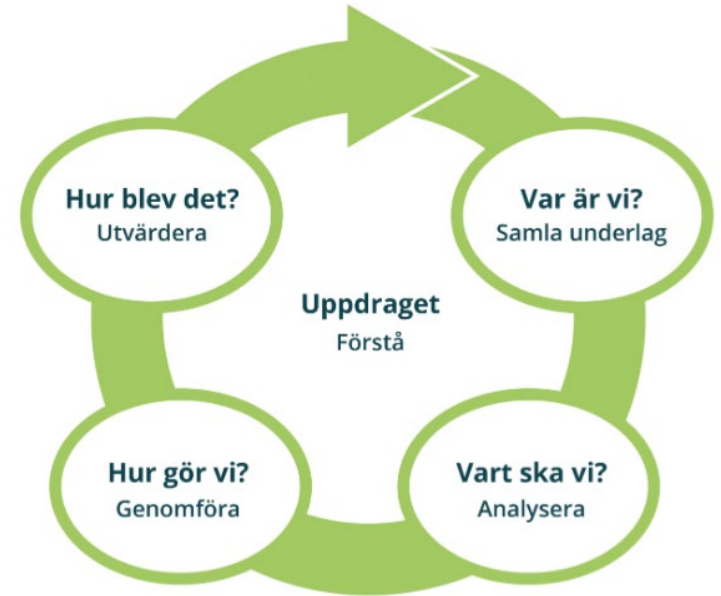 Hur blev det?
Utvärdera
Var är vi?
Samla underlag
Uppdraget
Förstå
Hur gör vi?
Genomföra
Vart ska vi?
Analysera